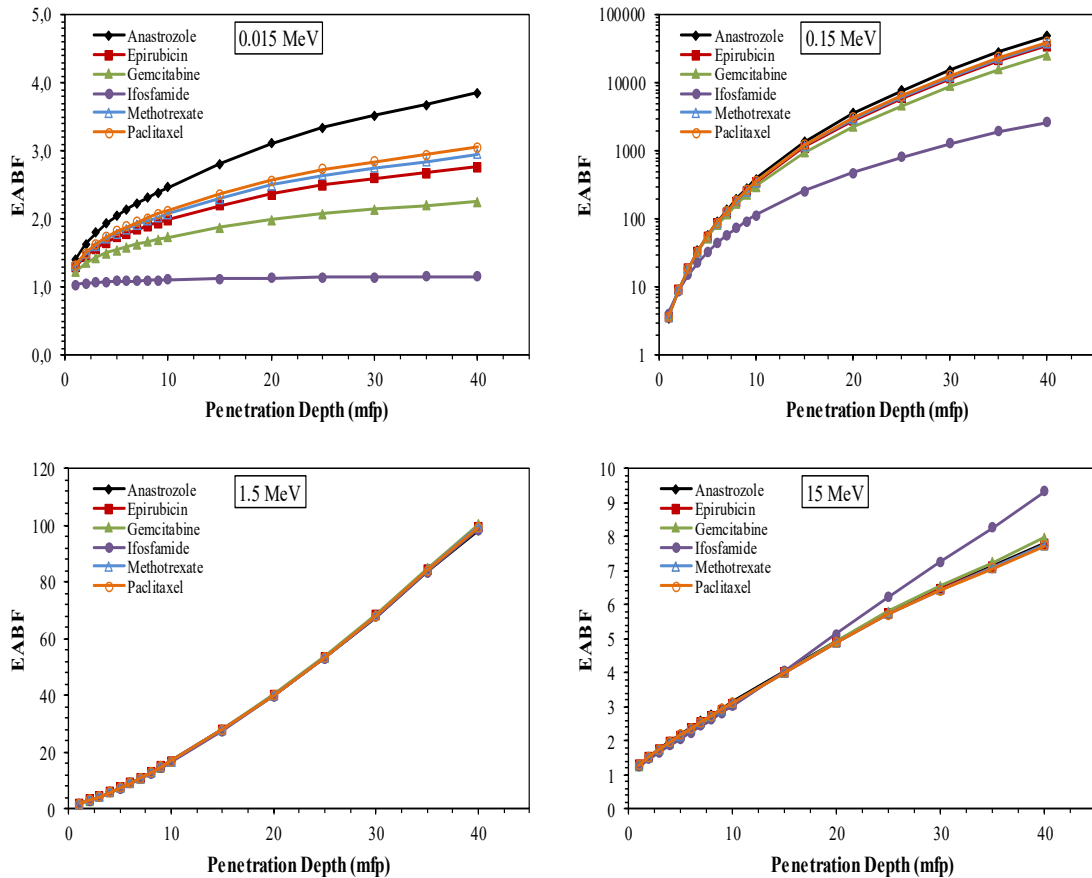 5,0
4,0
3,0
2,0
1,0
0,0
EABF
0.015 MeV
Anastrozole
Epirubicin
Gemcitabine
Ifosfamide
Methotrexate
Paclitaxel
0 10 20 30 40
Penetration Depth (mfp)
100000
10000
1000
100
10
1
EABF
0.15 MeV
Anastrozole
Epirubicin
Gemcitabine
Ifosfamide
Methotrexate
Paclitaxel
0 10 20 30 40
Penetration Depth (mfp)
120
100
80
60
40
20
0
EABF
1.5 MeV
Anastrozole
Epirubicin
Gemcitabine
Ifosfamide
Methotrexate
Paclitaxel
0 10 20 30 40
Penetration Depth (mfp)
10
9
8
7
6
5
4
3
2
1
0
EABF
15 MeV
Anastrozole
Epirubicin
Gemcitabine
Ifosfamide
Methotrexate
Paclitaxel
0 10 20 30 40
Penetration Depth (mfp)